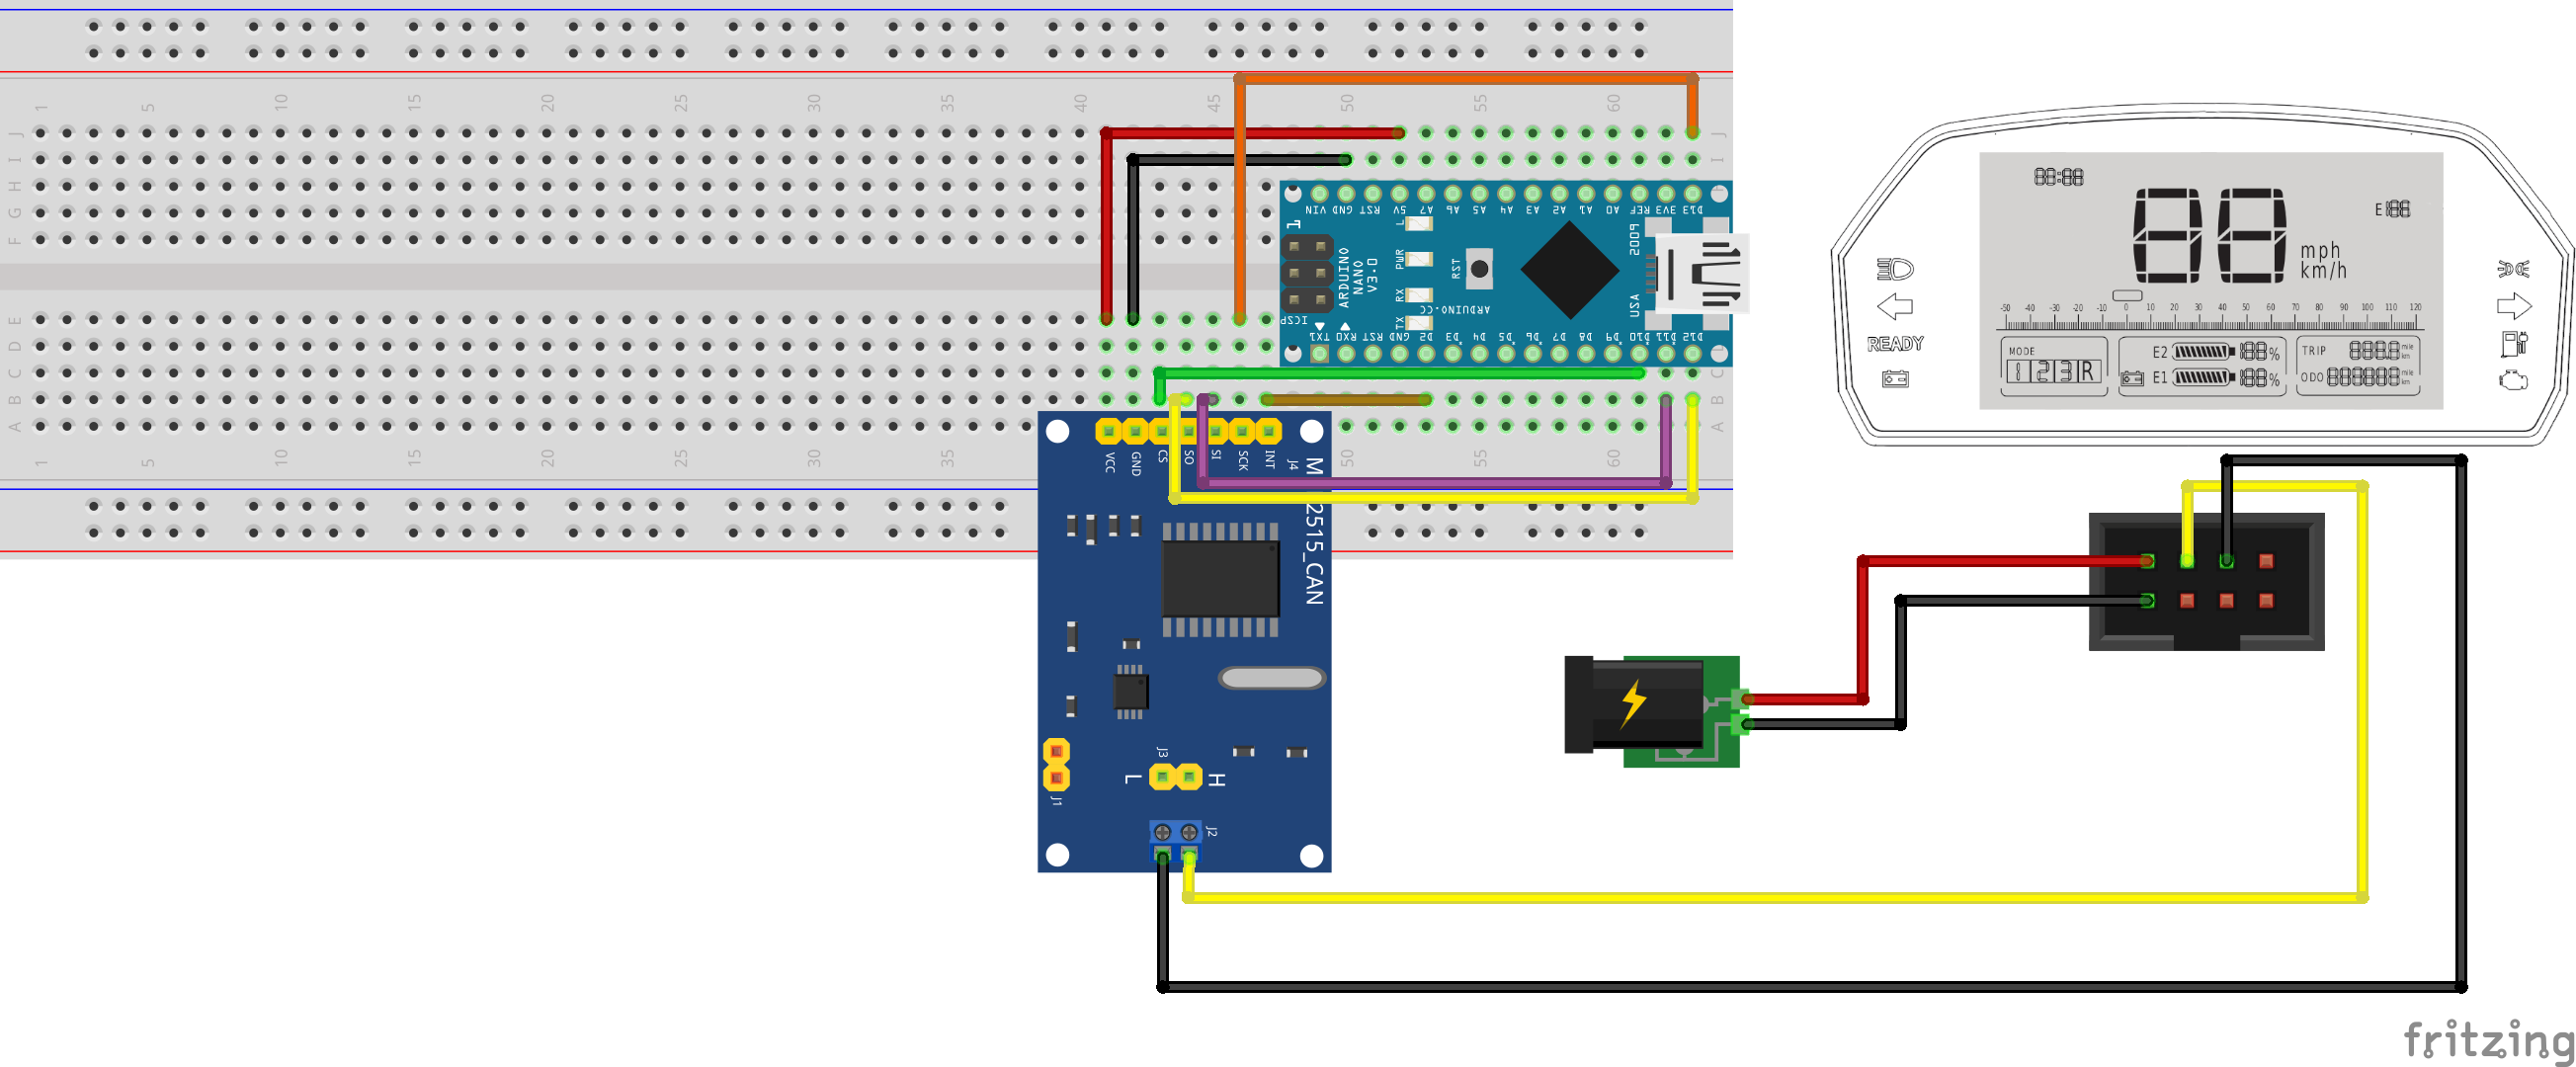 1 5 10 15 20 25 30 35 40 45 50 55 60
J J
I I
H
G
F
VIN GND RST 5V A7 A6 A5 A4 A3 A2 A1 A0 REF 3V3 D13
1
L
PWR
RX
TX
RST
ARDUINO
NANO
V3.0
ICSP
ARDUINO.CC
2009
USA
TX1 RX0 RST GND D2 D3 D4 D5 D6 D7 D8 D9 D10 D11 D12
E
D
C C
B B
A A
1 5 10 15 20 25 35 50 55 60
VCC GND CS SO SI SCK INT J4
M 2515_CAN
J3
L H
J1
J2
88:88
88
mph
km/h
E188
-50 -40 -30 -20 -10 0 10 20 30 40 50 60 70 80 90 100 110 120
READY
MODE
1 2 3 R
E2 188%
E1 188%
TRIP 888.8 mile km
ODO 888888 mile km
fritzing